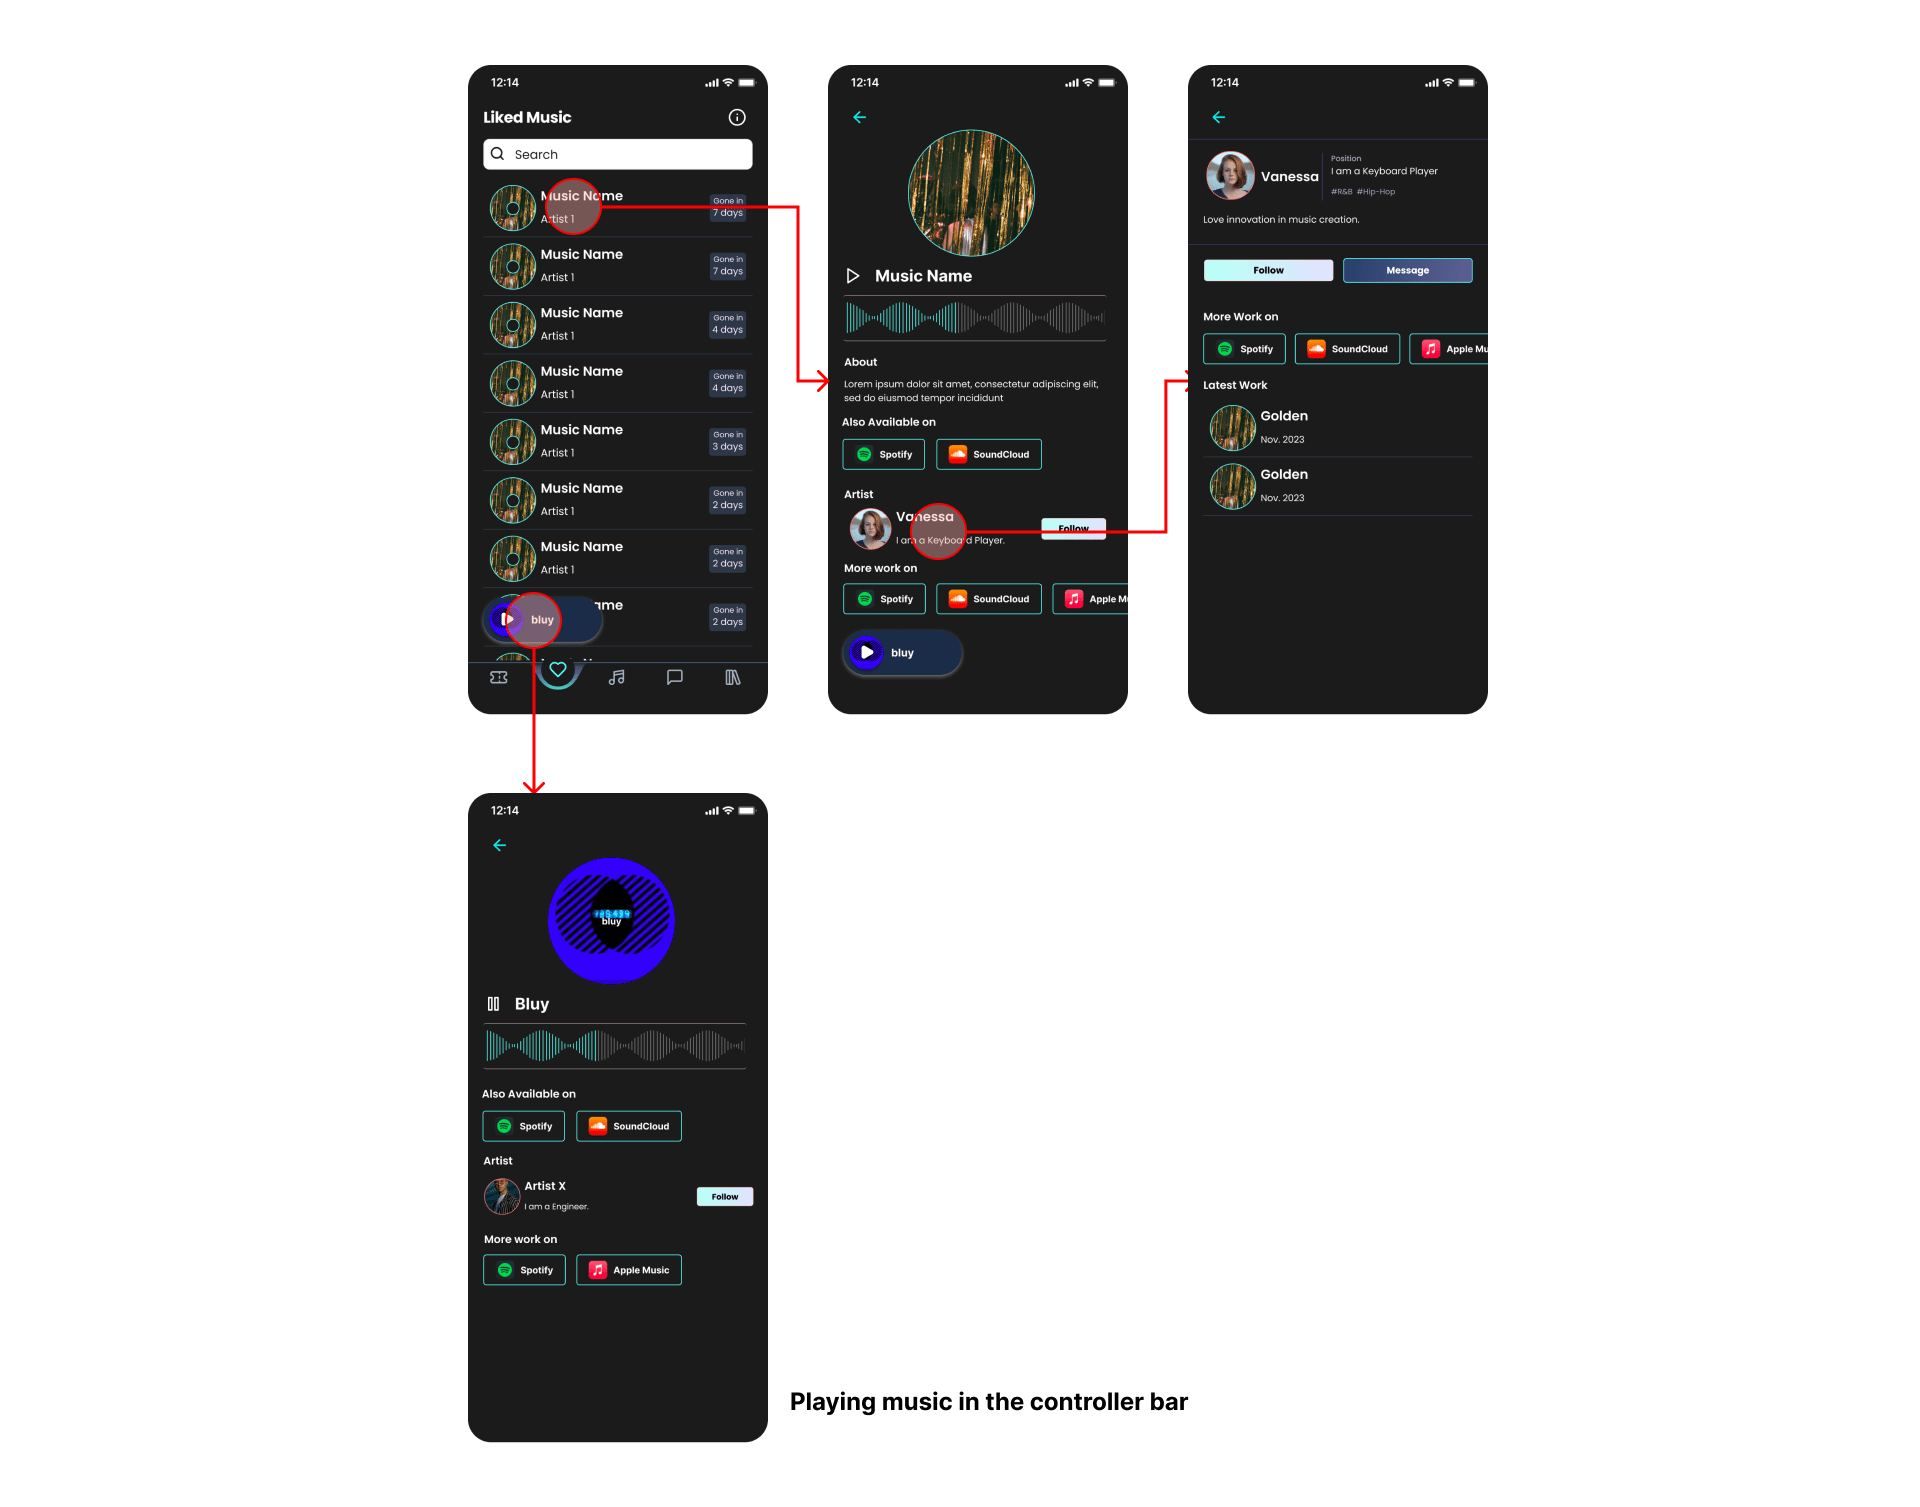 12:14
Liked Music
Search
Music Name
Artist 1
Gone in
7 days
Music Name
Artist 1
Gone in
7 days
Music Name
Artist 1
Gone in
4 days
Music Name
Artist 1
Gone in
4 days
Music Name
Artist 1
Gone in
3 days
Music Name
Artist 1
Gone in
2 days
Music Name
Artist 1
Gone in
2 days
Gone in
2 days
bluy
12:14
Music Name
About
Lorem ipsum dolor sit amet, consectetur adipiscing elit,
sed do eiusmod tempor incididunt
Also Available on
Spotify
SoundCloud
Artist
Vanessa
I am a Keyboard Player.
Follow
More work on
Spotify
SoundCloud
Apple Mu
bluy
12:14
Vanessa
Position
I am a Keyboard Player
#R&B #Hip-Hop
Love innovation in music creation.
Follow
Message
More Work on
Spotify
SoundCloud
Apple Mu
Latest Work
Golden
Nov. 2023
Golden
Nov. 2023
12:14
bluy
Bluy
Also Available on
Spotify
SoundCloud
Artist
Artist X
I am a Engineer.
Follow
More work on
Spotify
Apple Music
Playing music in the controller bar